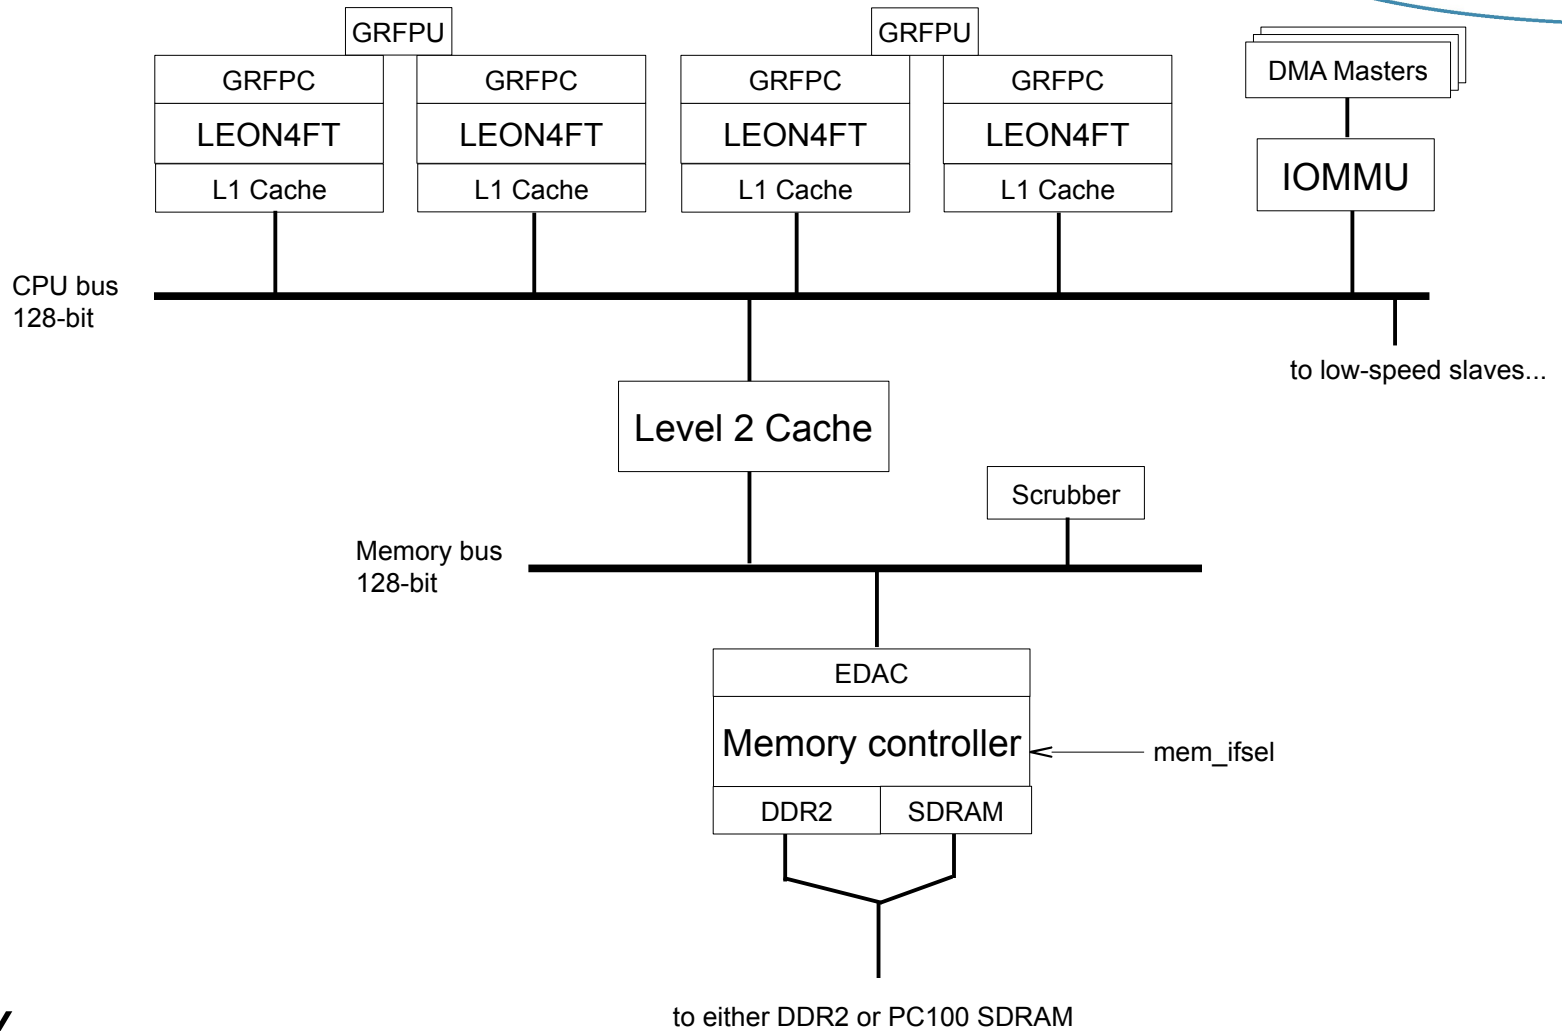 GRFPU
GRFPU
GRFPC
GRFPC
GRFPC
GRFPC
DMA Masters
LEON4FT
LEON4FT
LEON4FT
LEON4FT
L1 Cache
L1 Cache
L1 Cache
L1 Cache
IOMMU
CPU bus
128-bit
to low-speed slaves...
Level 2 Cache
Scrubber
Memory bus
128-bit
EDAC
Memory controller
mem_ifsel
DDR2
SDRAM
to either DDR2 or PC100 SDRAM